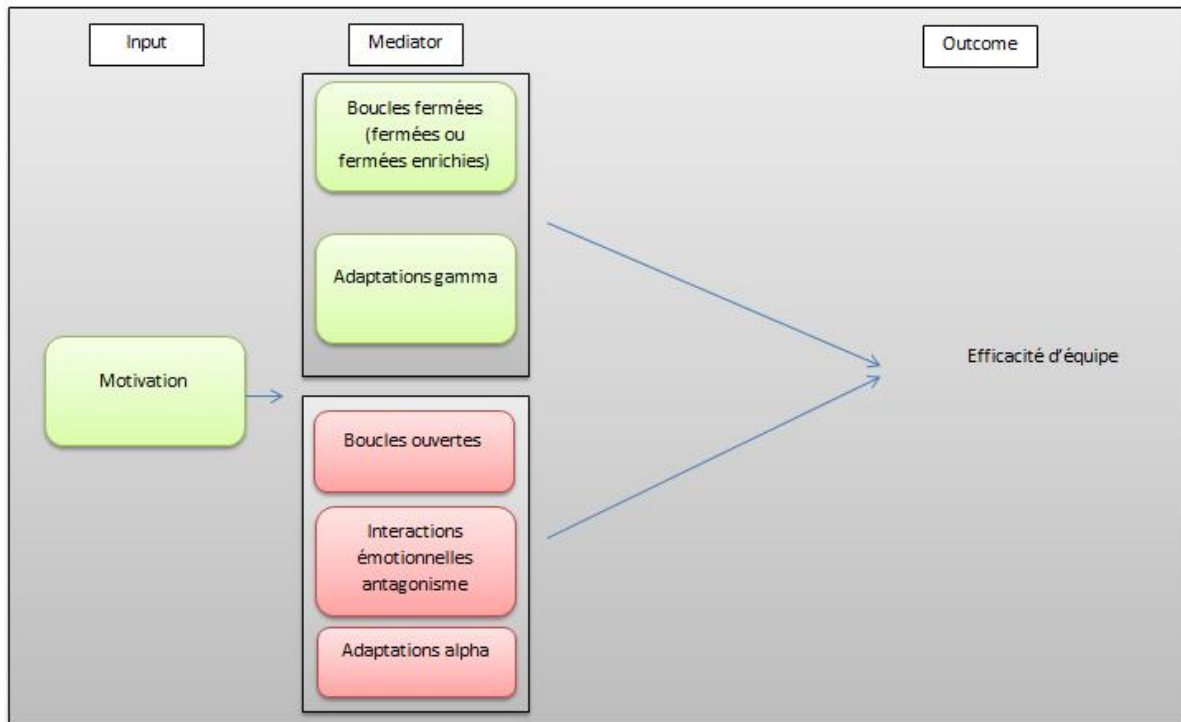 Input
Mediator
Outcome
Boucles fermées
(fermées ou
fermées enrichies)
Adaptations gamma
Motivation
Efficacité d'équipe
Boucles ouvertes
Interactions
émotionnelles
antagonisme
Adaptations alpha